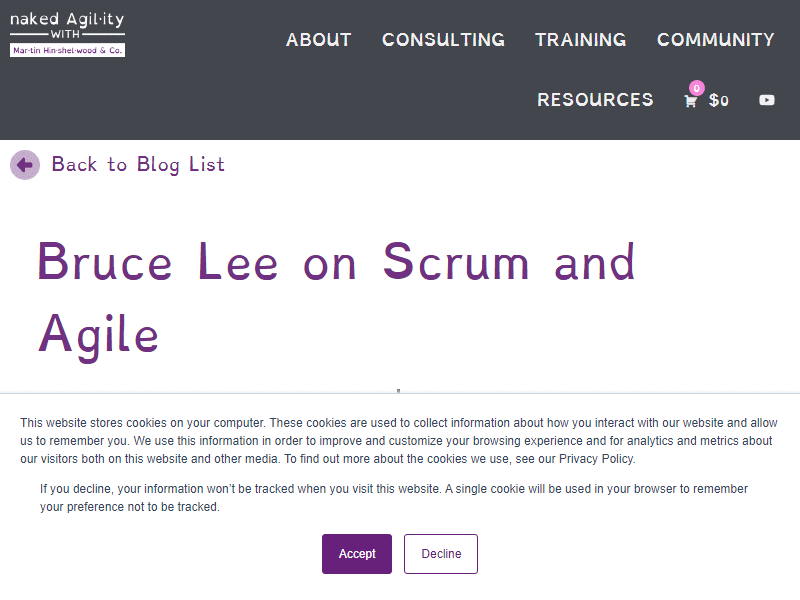 naked Agil·ity
WITH
Mar·tin Hin·shel·wood & Co.
ABOUT CONSULTING TRAINING COMMUNITY
RESOURCES 0 $0
Back to Blog List
Bruce Lee on Scrum and
Agile
This website stores cookies on your computer. These cookies are used to collect information about how you interact with our website and allow
us to remember you. We use this information in order to improve and customize your browsing experience and for analytics and metrics about
our visitors both on this website and other media. To find out more about the cookies we use, see our Privacy Policy.
If you decline, your information won't be tracked when you visit this website. A single cookie will be used in your browser to remember
your preference not to be tracked.
Accept Decline